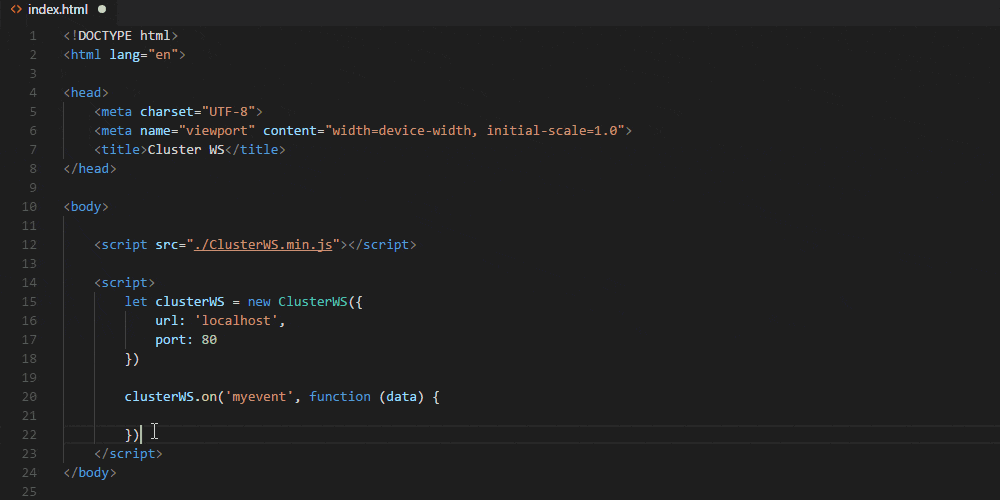 <> index.html ●
1 <!DOCTYPE html>
2 <html lang="en">
3
4 <head>
5     <meta charset="UTF-8">
6     <meta name="viewport" content="width=device-width, initial-scale=1.0">
7     <title>Cluster WS</title>
8 </head>
9
10 <body>
11
12     <script src="./ClusterWS.min.js"></script>
13
14     <script>
15         let clusterWS = new ClusterWS({
16             url: 'localhost',
17             port: 80
18         })
19
20         clusterWS.on('myevent', function (data) {
21
22         })
23     </script>
24 </body>
25